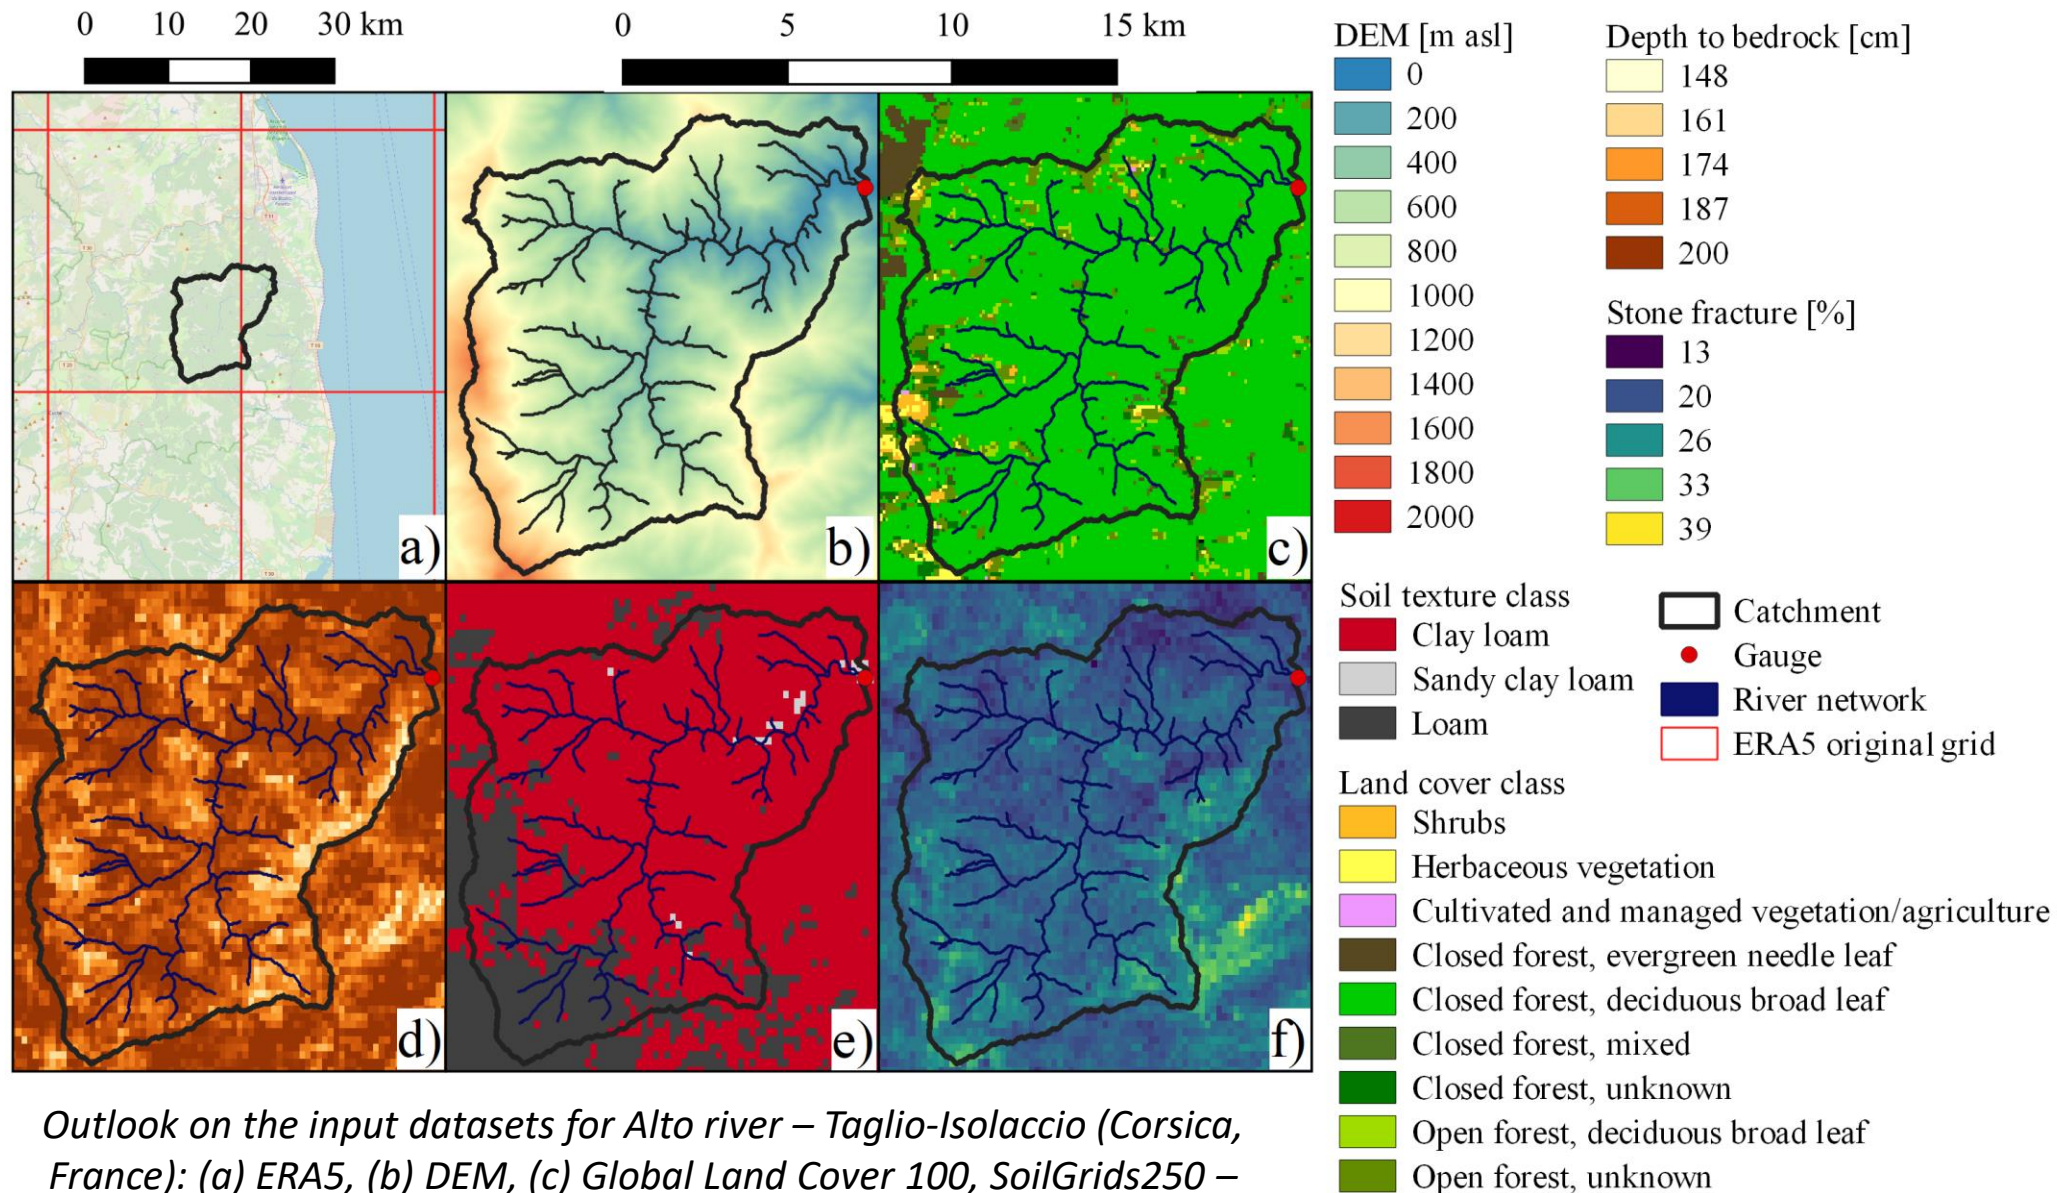 0 10 20 30 km
0 5 10 15 km
a)
b)
c)
d)
e)
f)
DEM [m asl]
0
200
400
600
800
1000
1200
1400
1600
1800
2000
Depth to bedrock [cm]
148
161
174
187
200
Stone fracture [%]
13
20
26
33
39
Soil texture class
Clay loam
Sandy clay loam
Loam
Catchment
Gauge
River network
ERA5 original grid
Land cover class
Shrubs
Herbaceous vegetation
Cultivated and managed vegetation/agriculture
Closed forest, evergreen needle leaf
Closed forest, deciduous broad leaf
Closed forest, mixed
Closed forest, unknown
Open forest, deciduous broad leaf
Open forest, unknown
Outlook on the input datasets for Alto river – Taglio-Isolaccio (Corsica,
France): (a) ERA5, (b) DEM, (c) Global Land Cover 100, SoilGrids250 –